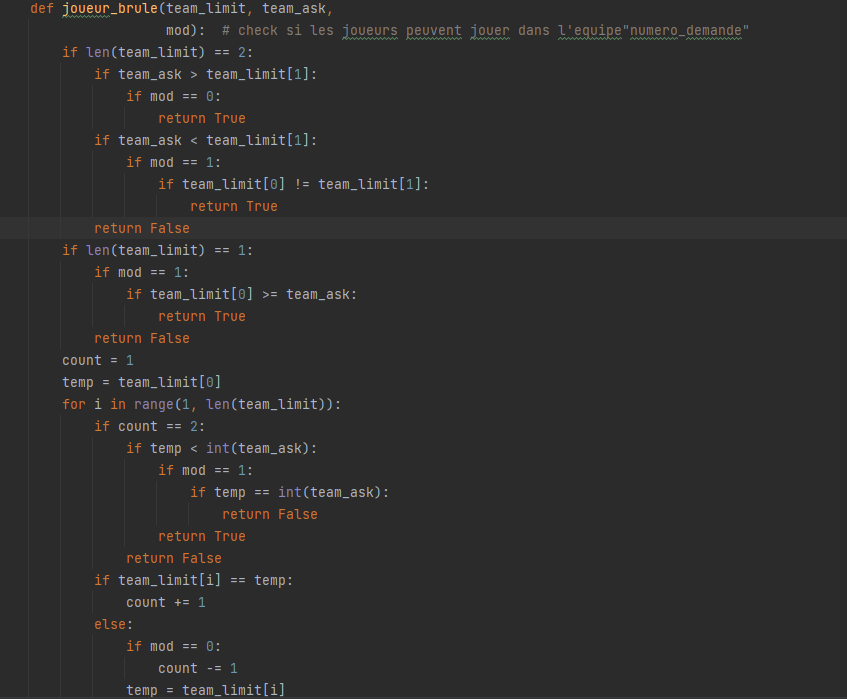 def joueur_brule(team_limit, team_ask,
                 mod):  # check si les joueurs peuvent jouer dans l'equipe"numero_demande"
    if len(team_limit) == 2:
        if team_ask > team_limit[1]:
            if mod == 0:
                return True
        if team_ask < team_limit[1]:
            if mod == 1:
                if team_limit[0] != team_limit[1]:
                    return True
        return False
    if len(team_limit) == 1:
        if mod == 1:
            if team_limit[0] >= team_ask:
                return True
        return False
    count = 1
    temp = team_limit[0]
    for i in range(1, len(team_limit)):
        if count == 2:
            if temp < int(team_ask):
                if mod == 1:
                    if temp == int(team_ask):
                        return False
                return True
            return False
        if team_limit[i] == temp:
            count += 1
        else:
            if mod == 0:
                count -= 1
            temp = team_limit[i]